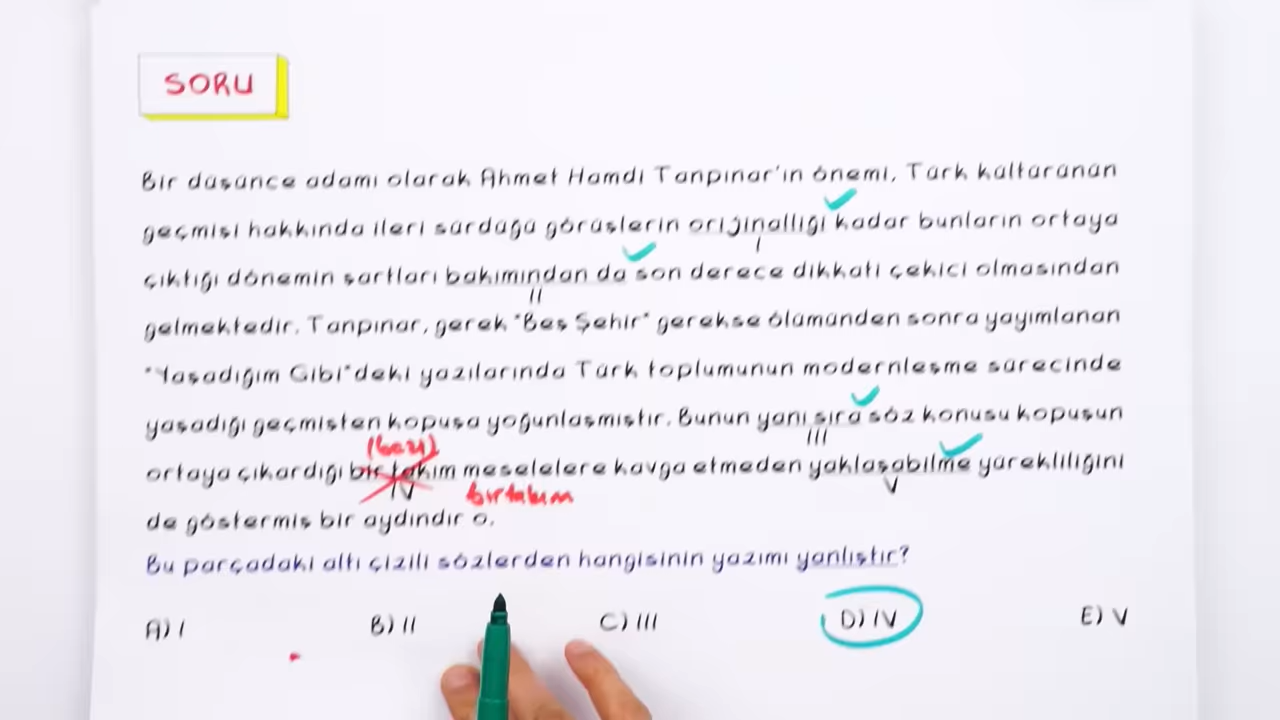 SORU
Bir düşünce adamı olarak Ahmet Hamdi Tanpınar'ın önemi, Türk kültürünün
geçmişi hakkında ileri sürdüğü görüşlerin orijinalliği kadar bunların ortaya
I
çıktığı dönemin şartları bakımından da son derece dikkati çekici olmasından
II
gelmektedir. Tanpınar, gerek "Beş Şehir" gerekse ölümünden sonra yayımlanan
"Yaşadığım Gibi"deki yazılarında Türk toplumunun modernleşme sürecinde
yaşadığı geçmişten kopuşa yoğunlaşmıştır. Bunun yanı sıra söz konusu kopuşun
III
(bazı)
ortaya çıkardığı bir takım meselelere kavga etmeden yaklaşabilme yürekliliğini
IV birtakım V
de göstermiş bir aydındır o.
Bu parçadaki altı çizili sözlerden hangisinin yazımı yanlıştır?
A) I B) II C) III D) IV E) V